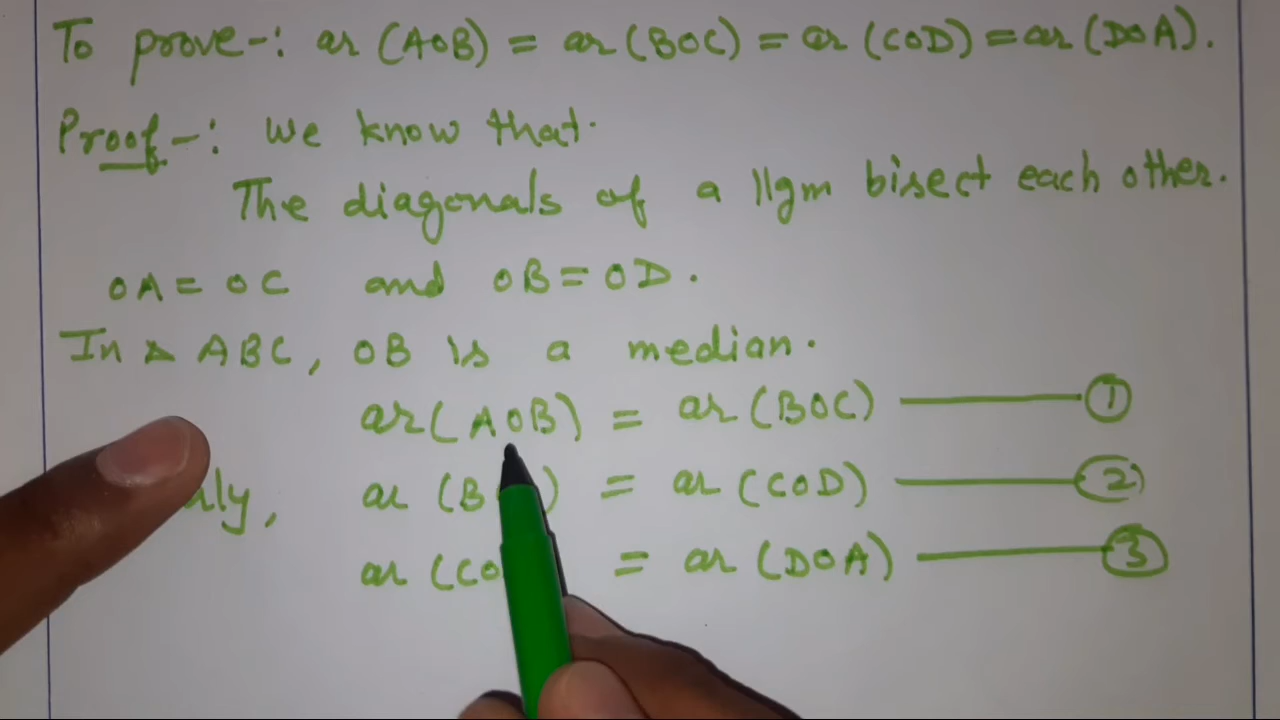 To prove-: ar (AOB) = ar (BOC) = ar (COD) = ar (DOA).
Proof-: We know that.
The diagonals of a ||gm bisect each other.
OA = OC and OB = OD.
In △ ABC, OB is a median.
ar (AOB) = ar (BOC) ——— ①
ar (B ) = ar (COD) ——— ②
ar (CO = ar (DOA) ——— ③